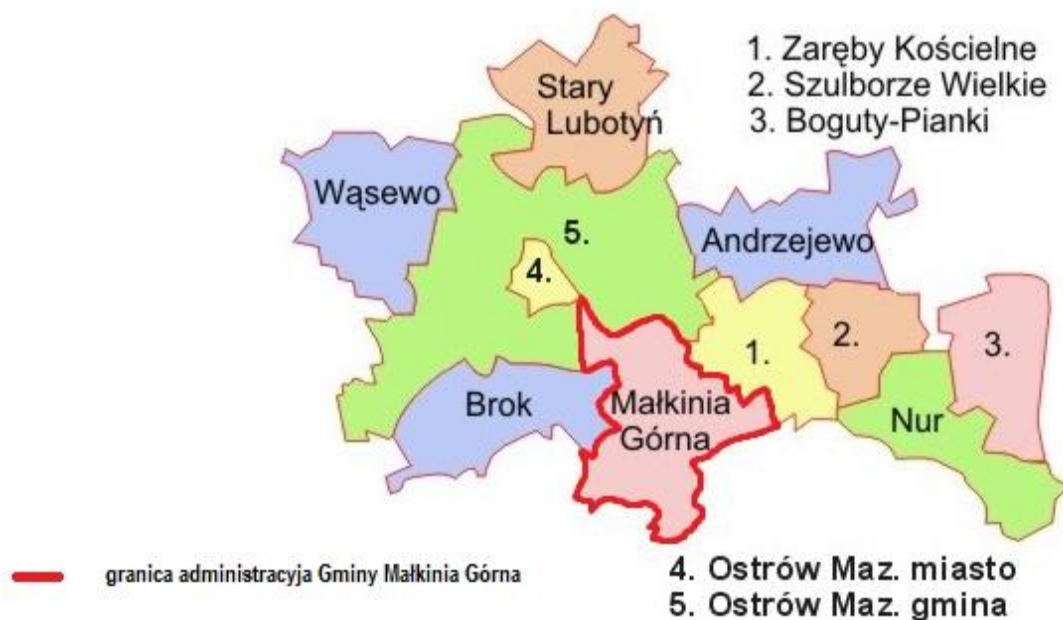 1. Zaręby Kościelne
2. Szulborze Wielkie
3. Boguty-Pianki
Stary
Lubotyń
Wąsewo
5.
Andrzejewo
4.
1.
2.
3.
Brok
Małkinia
Górna
Nur
granica administracyja Gminy Małkinia Górna
4. Ostrów Maz. miasto
5. Ostrów Maz. gmina